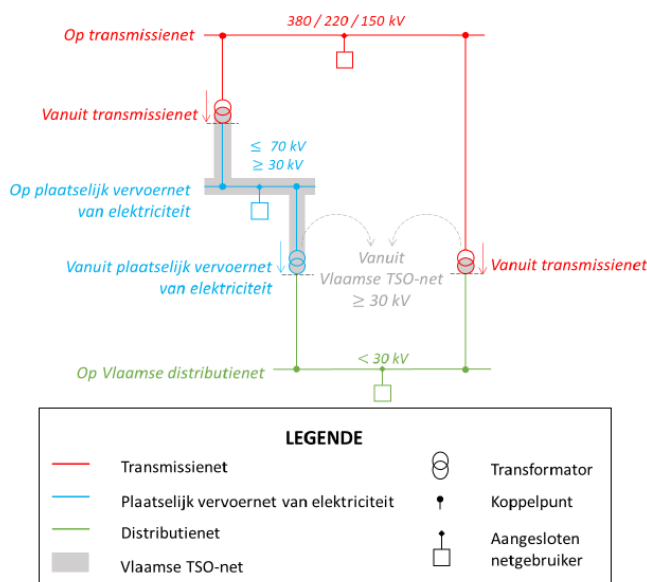 380 / 220 / 150 kV
Op transmissienet
Vanuit transmissienet
≤ 70 kV
≥ 30 kV
Op plaatselijk vervoernet
van elektriciteit
Vanuit plaatselijk vervoernet
van elektriciteit
Vanuit
Vlaamse TSO-net
≥ 30 kV
Vanuit transmissienet
< 30 kV
Op Vlaamse distributienet
LEGENDE
Transmissienet
Plaatselijk vervoernet van elektriciteit
Distributienet
Vlaamse TSO-net
Transformator
Koppelpunt
Aangesloten
netgebruiker